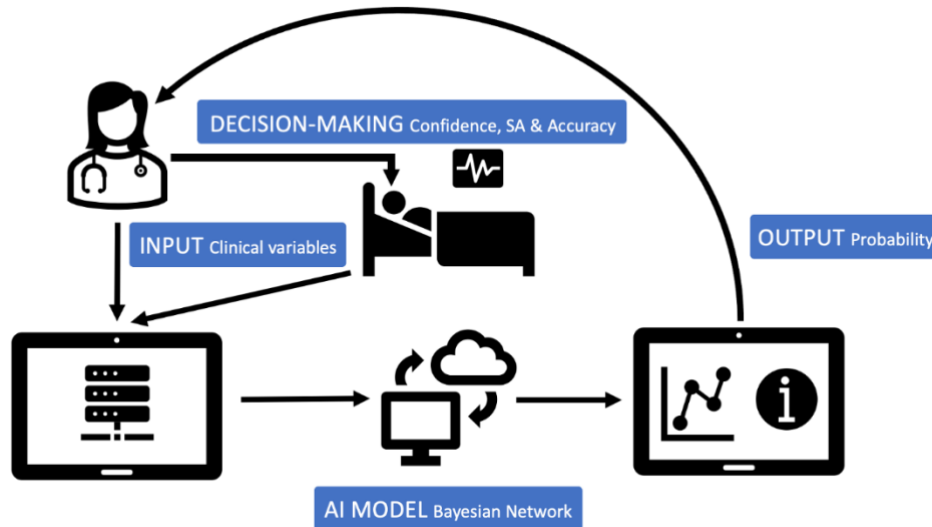 DECISION-MAKING Confidence, SA & Accuracy
INPUT Clinical variables
OUTPUT Probability
AI MODEL Bayesian Network